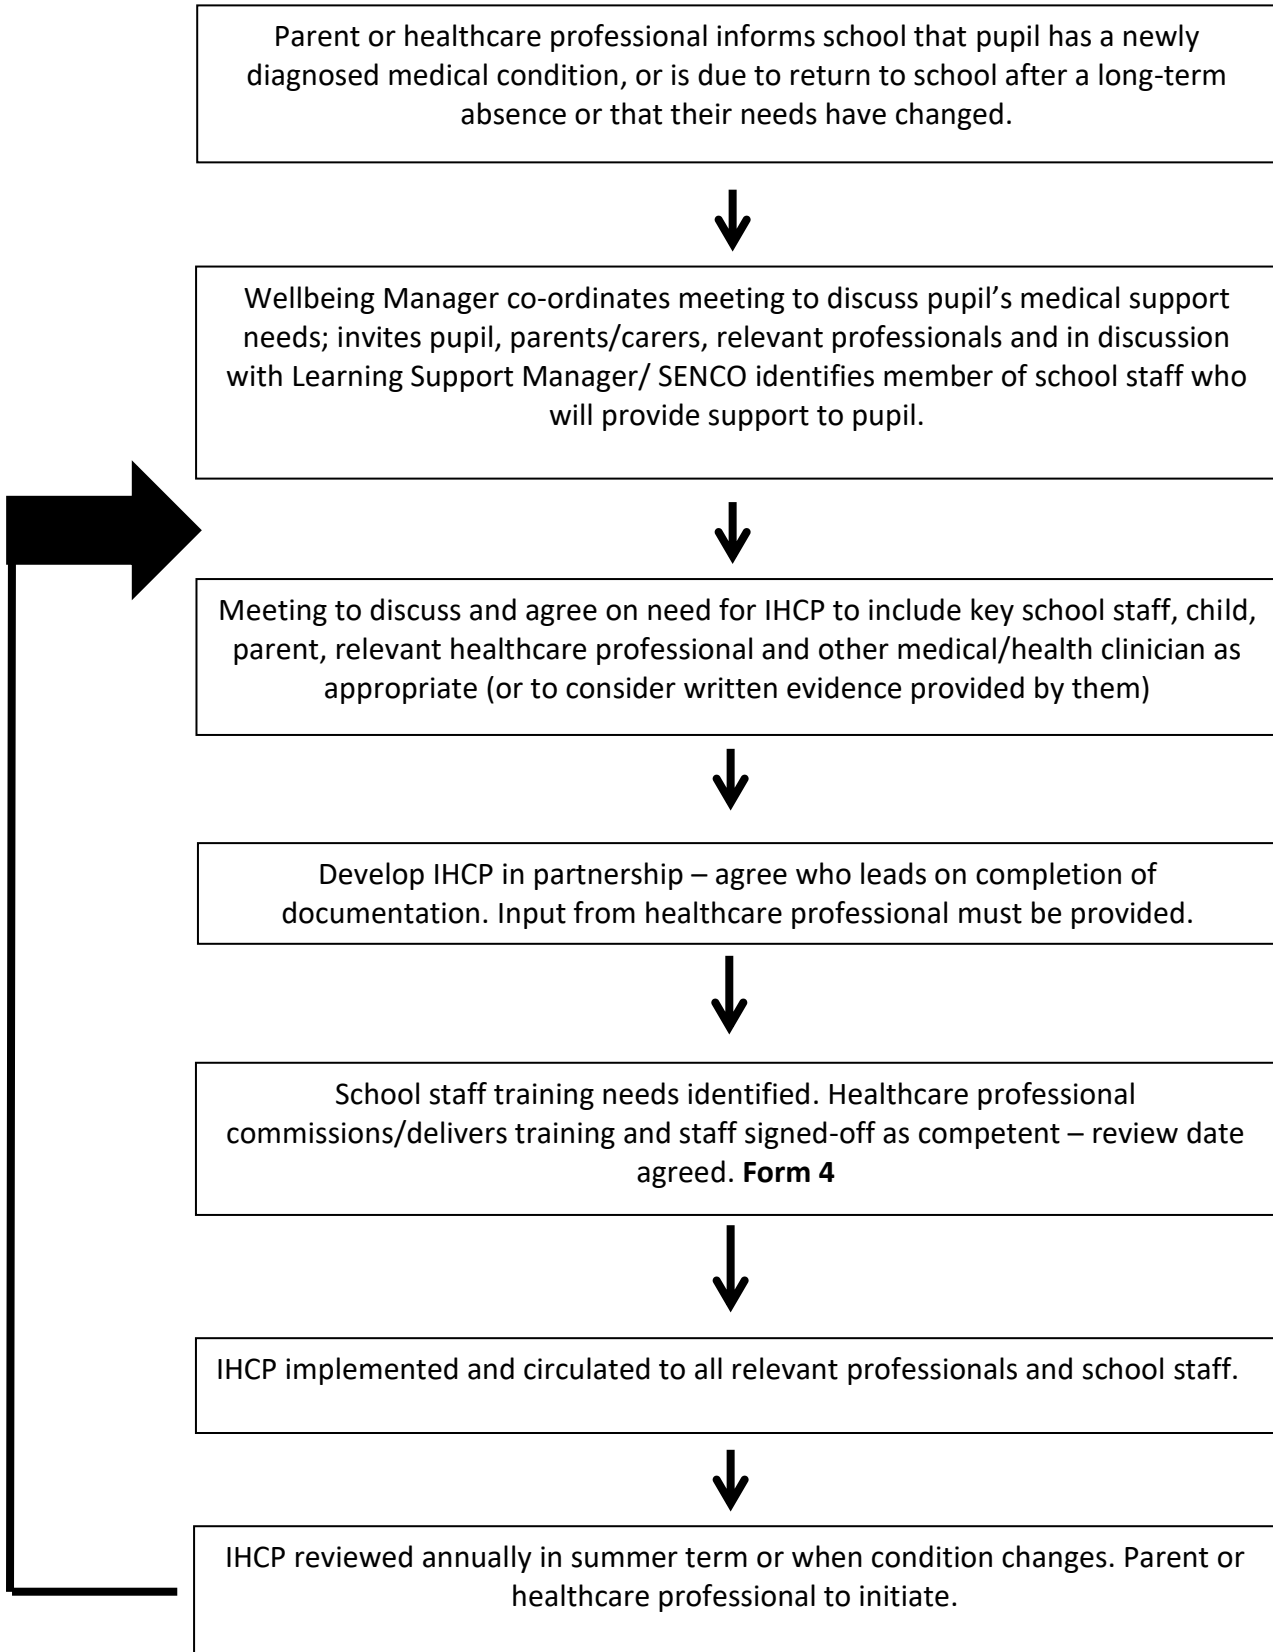 Parent or healthcare professional informs school that pupil has a newly
diagnosed medical condition, or is due to return to school after a long-term
absence or that their needs have changed.
Wellbeing Manager co-ordinates meeting to discuss pupil’s medical support
needs; invites pupil, parents/carers, relevant professionals and in discussion
with Learning Support Manager/ SENCO identifies member of school staff who
will provide support to pupil.
Meeting to discuss and agree on need for IHCP to include key school staff, child,
parent, relevant healthcare professional and other medical/health clinician as
appropriate (or to consider written evidence provided by them)
Develop IHCP in partnership – agree who leads on completion of
documentation. Input from healthcare professional must be provided.
School staff training needs identified. Healthcare professional
commissions/delivers training and staff signed-off as competent – review date
agreed. Form 4
IHCP implemented and circulated to all relevant professionals and school staff.
IHCP reviewed annually in summer term or when condition changes. Parent or
healthcare professional to initiate.